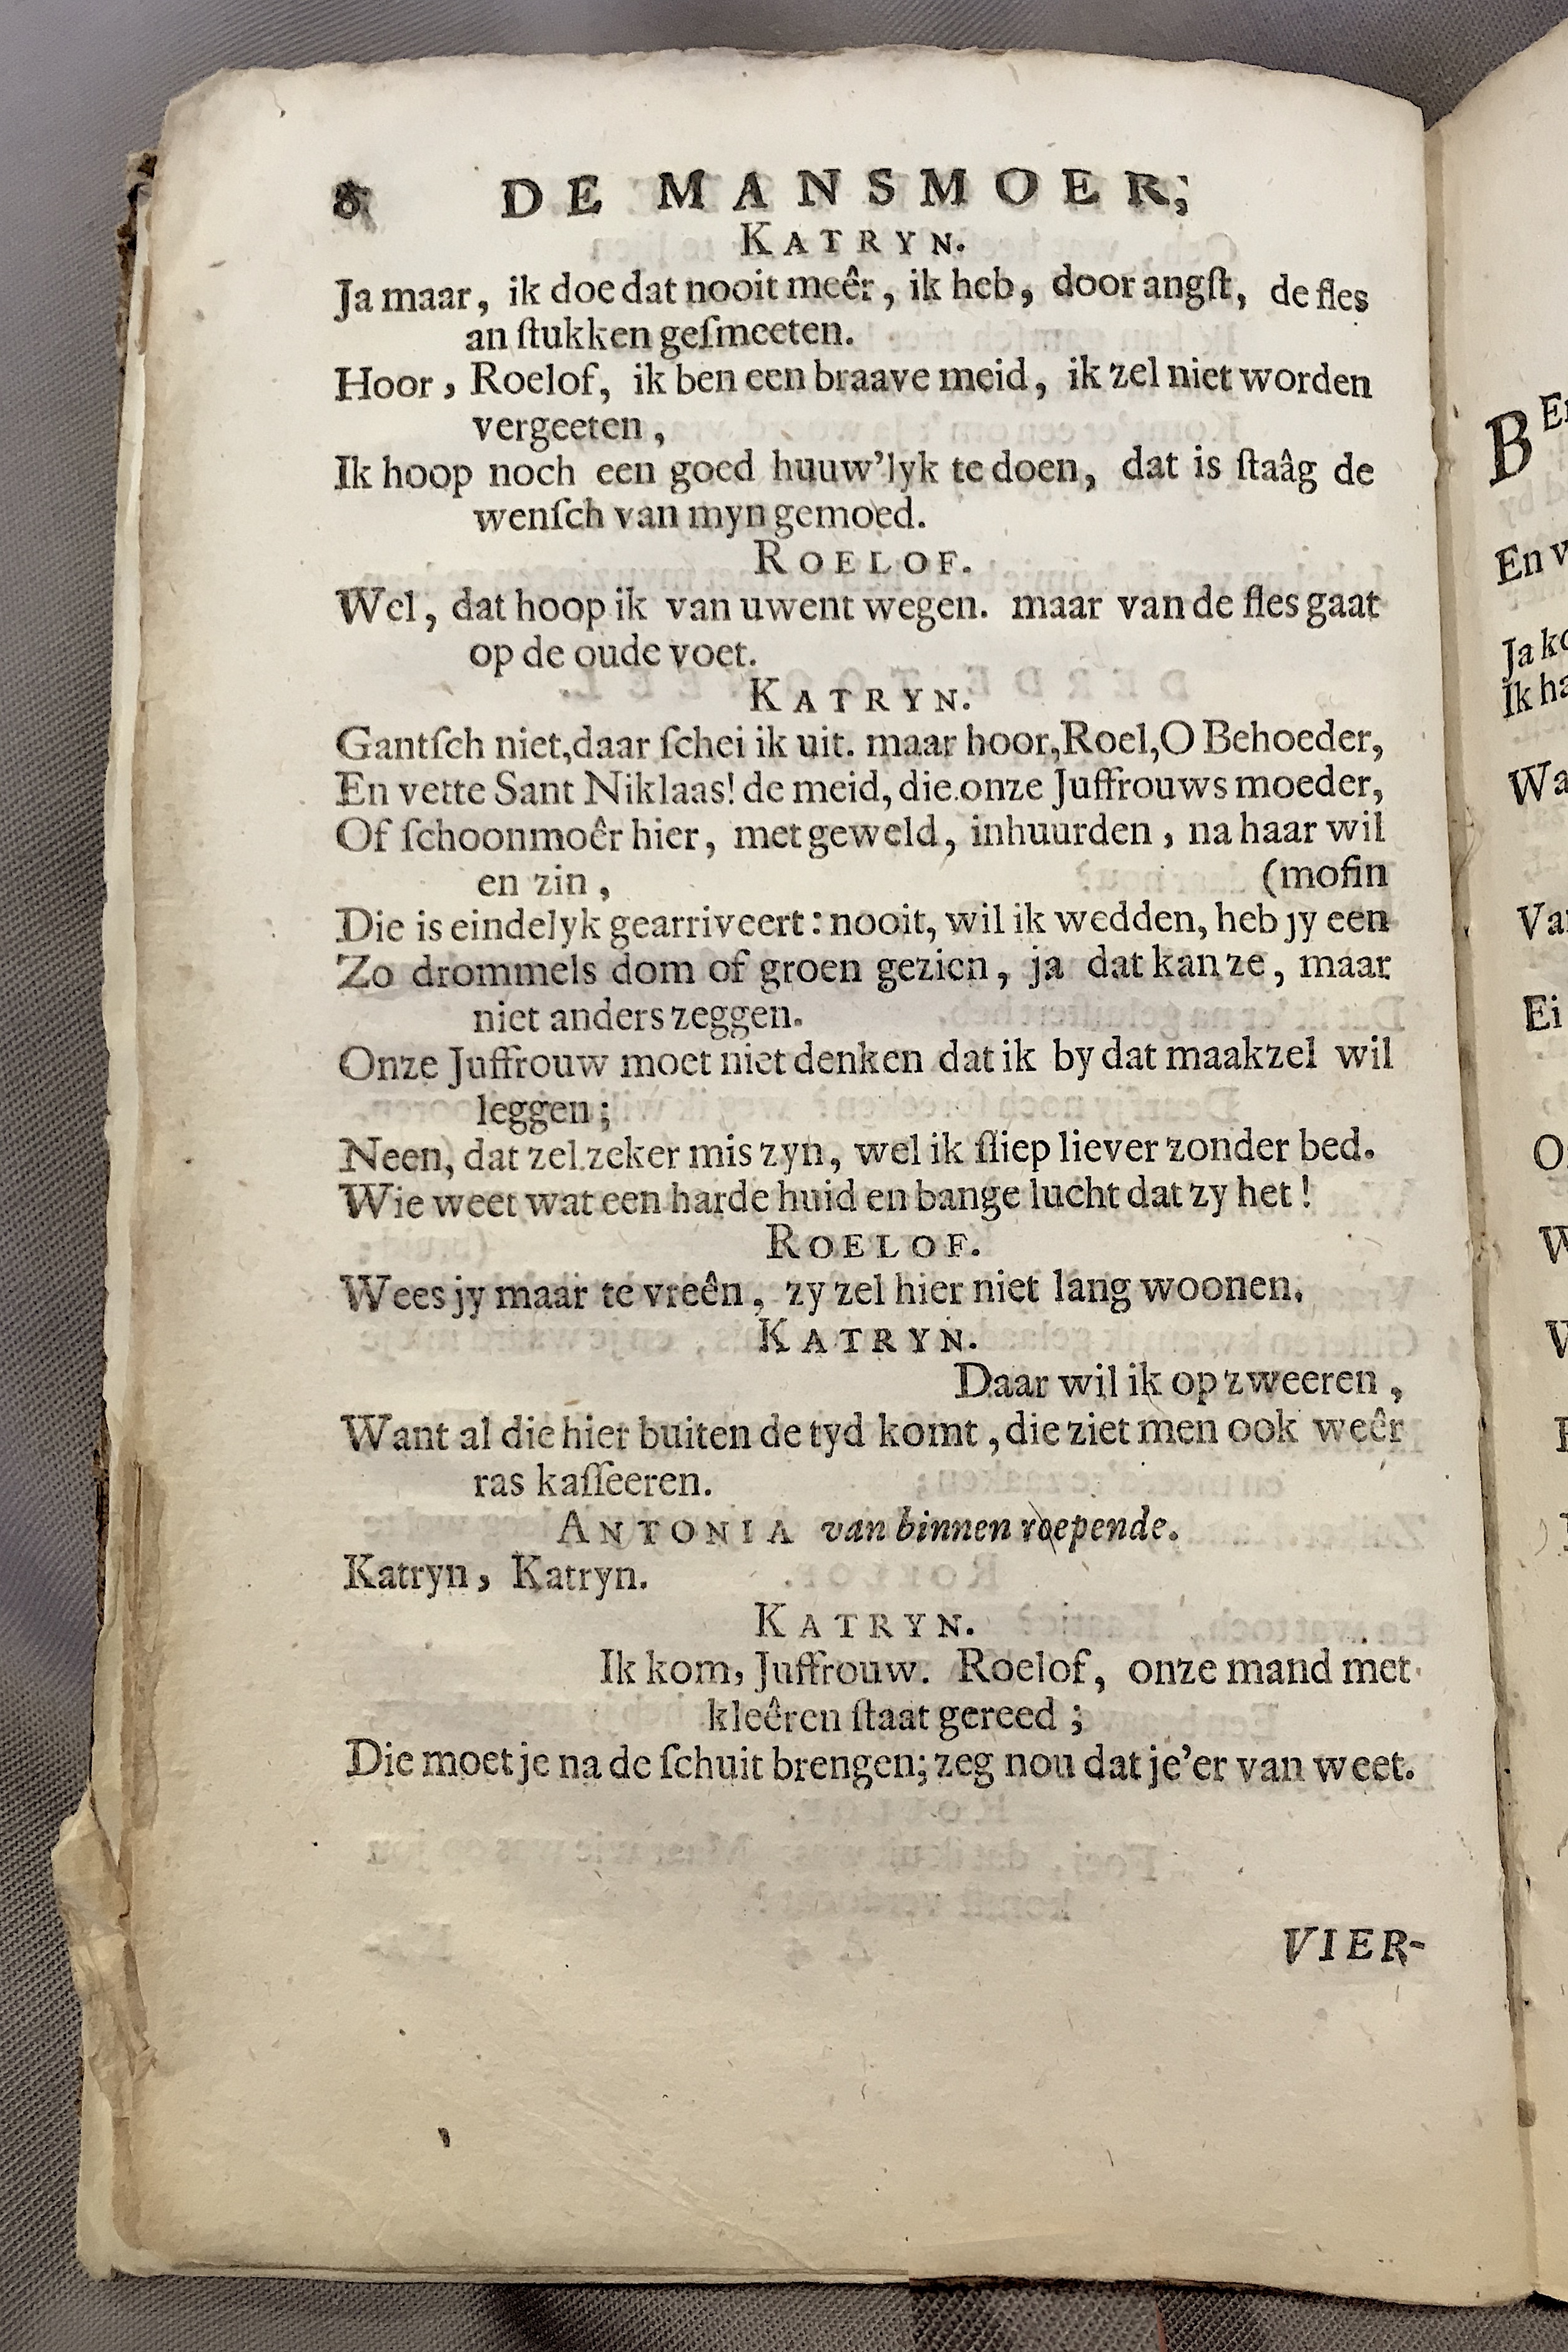 8 DE MANSMOER;
KATRYN.
Ja maar, ik doe dat nooit meêr, ik heb, door angſt, de fles
an ſtukken geſmeeten.
Hoor, Roelof, ik ben een braave meid, ik zel niet worden
vergeeten,
Ik hoop noch een goed huuw'lyk te doen, dat is ſtaâg de
wenſch van myn gemoed.
ROELOF.
Wel, dat hoop ik van uwent wegen. maar van de fles gaat
op de oude voet.
KATRYN.
Gantſch niet, daar ſchei ik uit. maar hoor, Roel, O Behoeder,
En vette Sant Niklaas! de meid, die onze Juffrouws moeder,
Of ſchoonmoêr hier, met geweld, inhuurden, na haar wil
en zin, (mofin
Die is eindelyk gearriveert: nooit, wil ik wedden, heb jy een
Zo drommels dom of groen gezien, ja dat kan ze, maar
niet anders zeggen.
Onze Juffrouw moet niet denken dat ik by dat maakzel wil
leggen;
Neen, dat zel zeker mis zyn, wel ik ſliep liever zonder bed.
Wie weet wat een harde huid en bange lucht dat zy het!
ROELOF.
Wees jy maar te vreên, zy zel hier niet lang woonen.
KATRYN.
Daar wil ik op zweeren,
Want al die hier buiten de tyd komt, die ziet men ook weêr
ras kaſſeeren.
ANTONIA van binnen roepende.
Katryn, Katryn.
KATRYN.
Ik kom, Juffrouw. Roelof, onze mand met
kleêren ſtaat gereed;
Die moet je na de ſchuit brengen; zeg nou dat je'er van weet.
VIER-
B
En v
Ja ko
Ik ha
Wa
Va
Ei
O
W